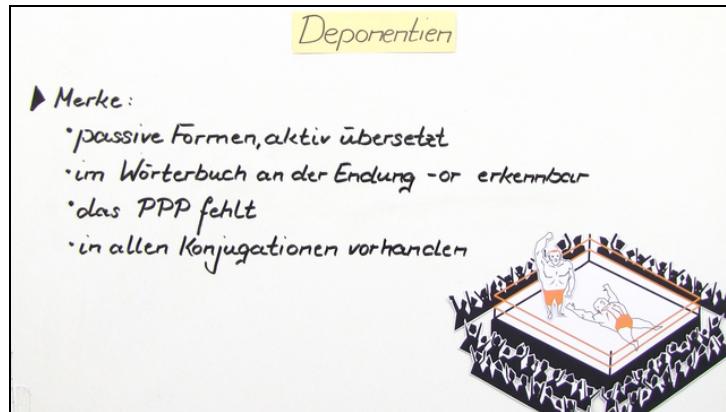 Deponentien
Merke:
• passive Formen, aktiv übersetzt
• im Wörterbuch an der Endung -or erkennbar
• das PPP fehlt
• in allen Konjugationen vorhanden